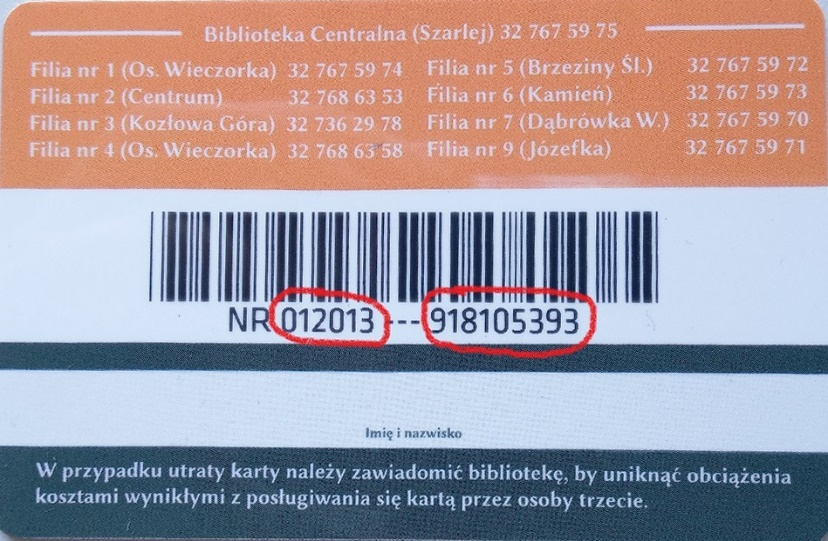 Biblioteka Centralna (Szarlej) 32 767 59 75
Filia nr 1 (Os. Wieczorka) 32 767 59 74
Filia nr 2 (Centrum) 32 768 63 53
Filia nr 3 (Kozłowa Góra) 32 736 29 78
Filia nr 4 (Os. Wieczorka) 32 768 63 58
Filia nr 5 (Brzeziny Śl.) 32 767 59 72
Filia nr 6 (Kamień) 32 767 59 73
Filia nr 7 (Dąbrówka W.) 32 767 59 70
Filia nr 9 (Józefka) 32 767 59 71
NR 012013---918105393
Imię i nazwisko
W przypadku utraty karty należy zawiadomić bibliotekę, by uniknąć obciążenia
kosztami wynikłymi z posługiwania się kartą przez osoby trzecie.